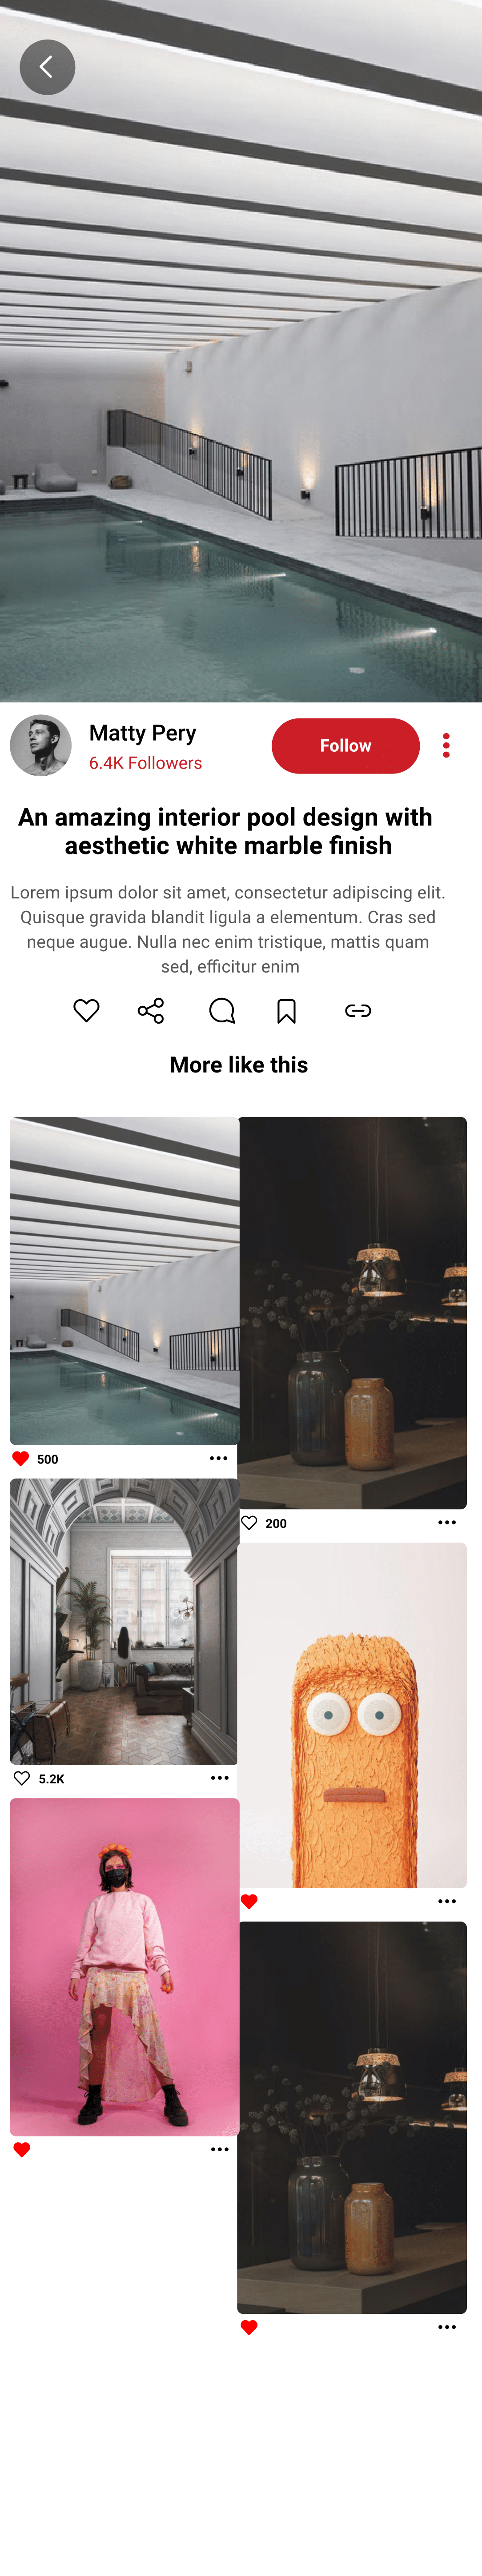 Matty Pery
6.4K Followers
Follow
An amazing interior pool design with
aesthetic white marble finish
Lorem ipsum dolor sit amet, consectetur adipiscing elit.
Quisque gravida blandit ligula a elementum. Cras sed
neque augue. Nulla nec enim tristique, mattis quam
sed, efficitur enim
More like this
500
200
5.2K